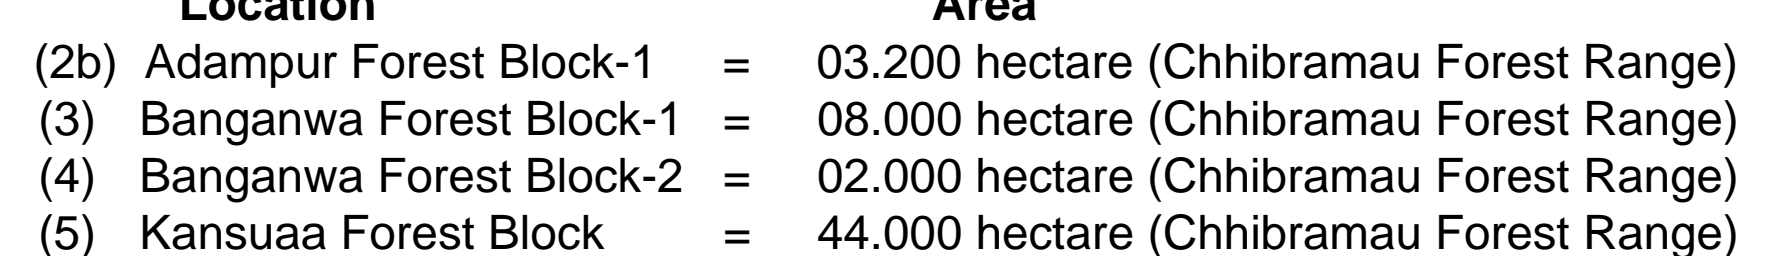 Location Area
(2b) Adampur Forest Block-1 = 03.200 hectare (Chhibramau Forest Range)
(3) Banganwa Forest Block-1 = 08.000 hectare (Chhibramau Forest Range)
(4) Banganwa Forest Block-2 = 02.000 hectare (Chhibramau Forest Range)
(5) Kansuaa Forest Block = 44.000 hectare (Chhibramau Forest Range)